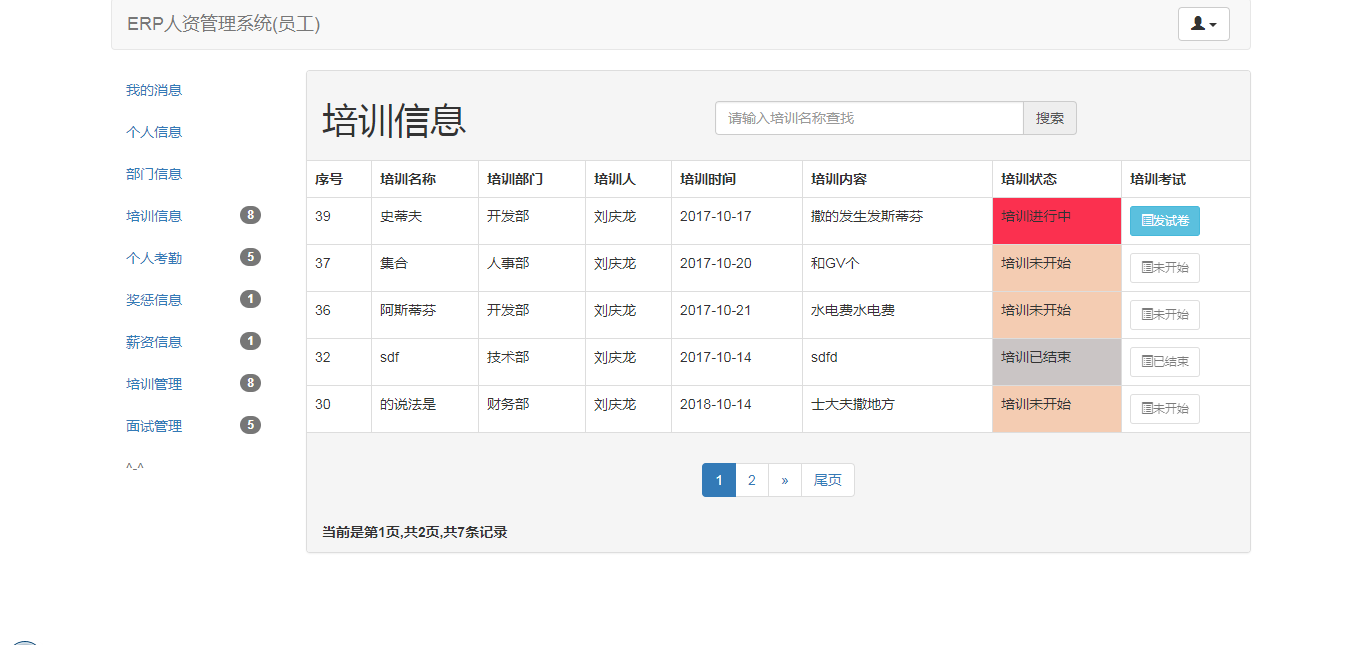 ERP人资管理系统(员工)
我的消息
个人信息
部门信息
培训信息 8
个人考勤 5
奖惩信息 1
薪资信息 1
培训管理 8
面试管理 5
^-^
培训信息
请输入培训名称查找 搜索
序号 培训名称 培训部门 培训人 培训时间 培训内容 培训状态 培训考试
39 史蒂夫 开发部 刘庆龙 2017-10-17 撒的发生发斯蒂芬 培训进行中 发试卷
37 集合 人事部 刘庆龙 2017-10-20 和GV个 培训未开始 未开始
36 阿斯蒂芬 开发部 刘庆龙 2017-10-21 水电费水电费 培训未开始 未开始
32 sdf 技术部 刘庆龙 2017-10-14 sdfd 培训已结束 已结束
30 的说法是 财务部 刘庆龙 2018-10-14 士大夫撒地方 培训未开始 未开始
1 2 » 尾页
当前是第1页,共2页,共7条记录